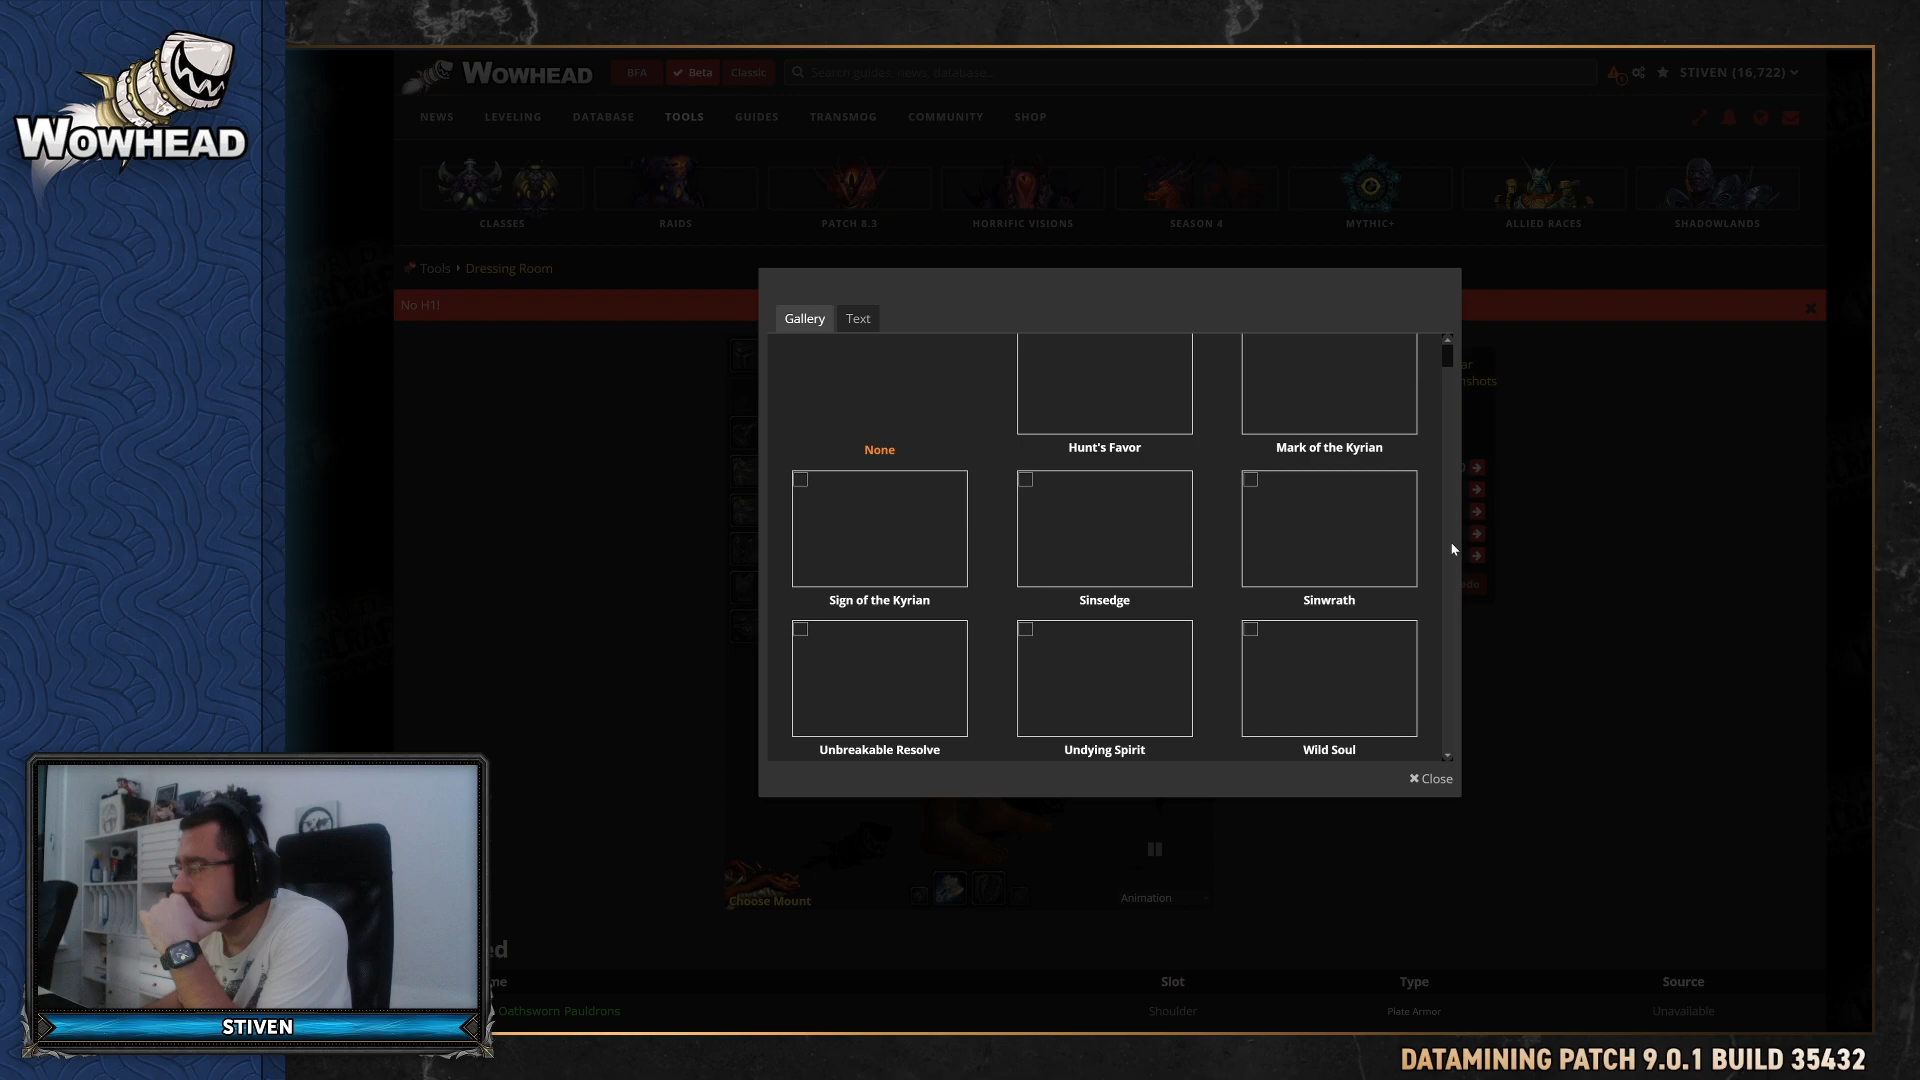 WOWHEAD
WOWHEAD
BFA
Beta
Classic
Search guides, news, database...
STIVEN (16,722)
NEWS
LEVELING
DATABASE
TOOLS
GUIDES
TRANSMOG
COMMUNITY
SHOP
CLASSES
RAIDS
PATCH 8.3
HORRIFIC VISIONS
SEASON 4
MYTHIC+
ALLIED RACES
SHADOWLANDS
Tools
Dressing Room
No H1!
Gallery
Text
None
Hunt's Favor
Mark of the Kyrian
Sign of the Kyrian
Sinsedge
Sinwrath
Unbreakable Resolve
Undying Spirit
Wild Soul
Close
Choose Mount
Animation
Slot
Type
Source
Oathsworn Pauldrons
Shoulder
Plate Armor
Unavailable
STIVEN
DATAMINING PATCH 9.0.1 BUILD 35432